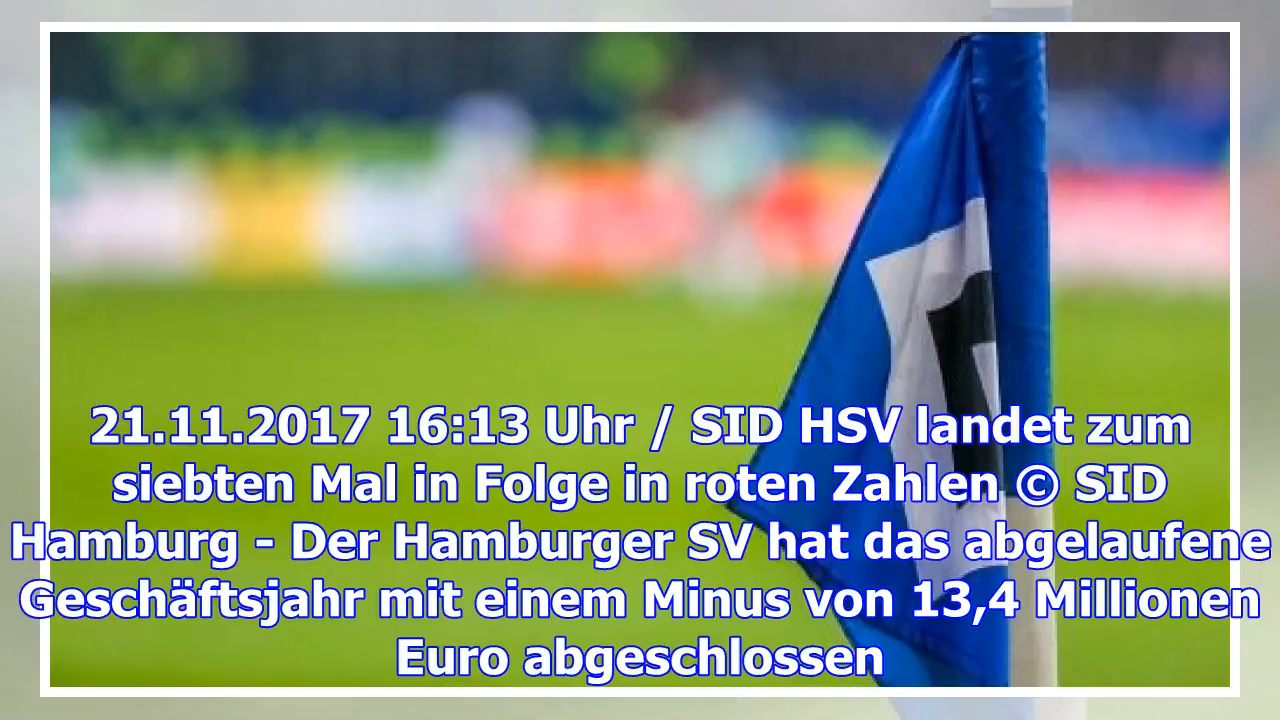 21.11.2017 16:13 Uhr / SID HSV landet zum
siebten Mal in Folge in roten Zahlen © SID
Hamburg - Der Hamburger SV hat das abgelaufene
Geschäftsjahr mit einem Minus von 13,4 Millionen
Euro abgeschlossen